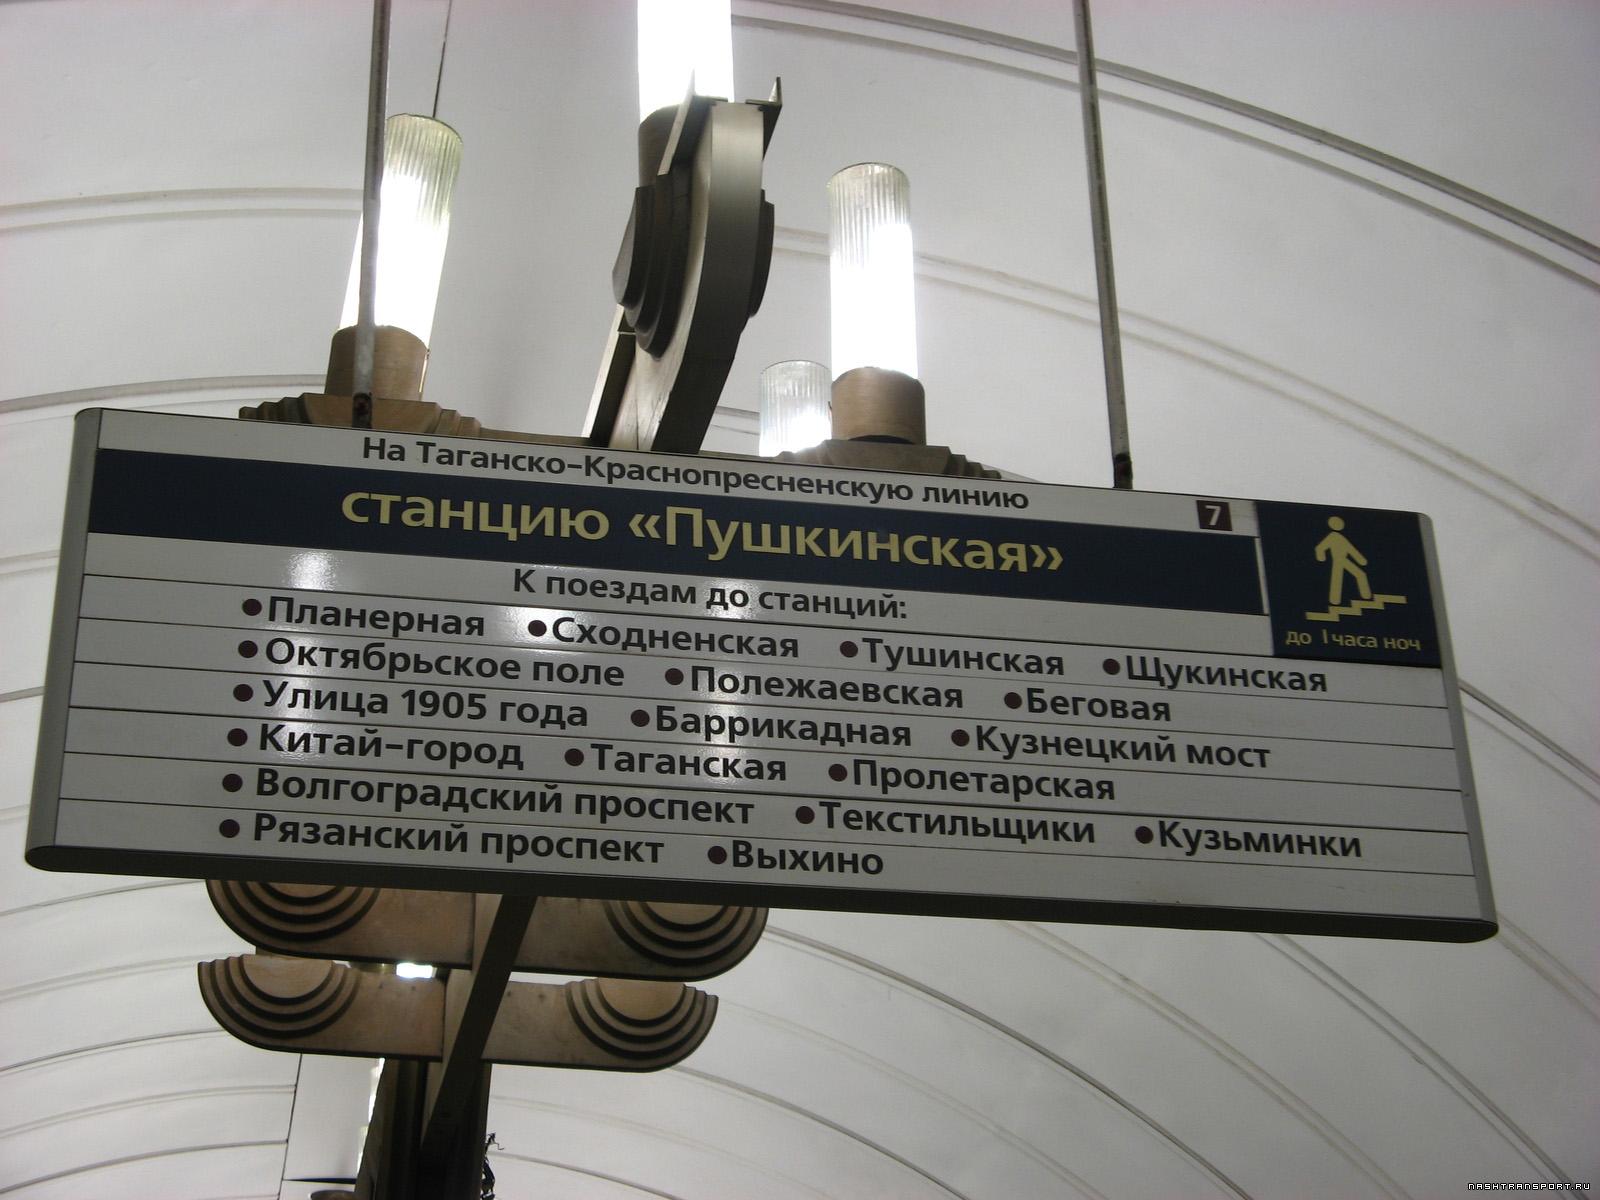 На Таганско-Краснопресненскую линию 7
станцию «Пушкинская»
до 1 часа ноч
К поездам до станций:
•Планерная •Сходненская •Тушинская •Щукинская
•Октябрьское поле •Полежаевская •Беговая
•Улица 1905 года •Баррикадная •Кузнецкий мост
•Китай-город •Таганская •Пролетарская
•Волгоградский проспект •Текстильщики •Кузьминки
•Рязанский проспект •Выхино
NASHTRANSPORT.RU